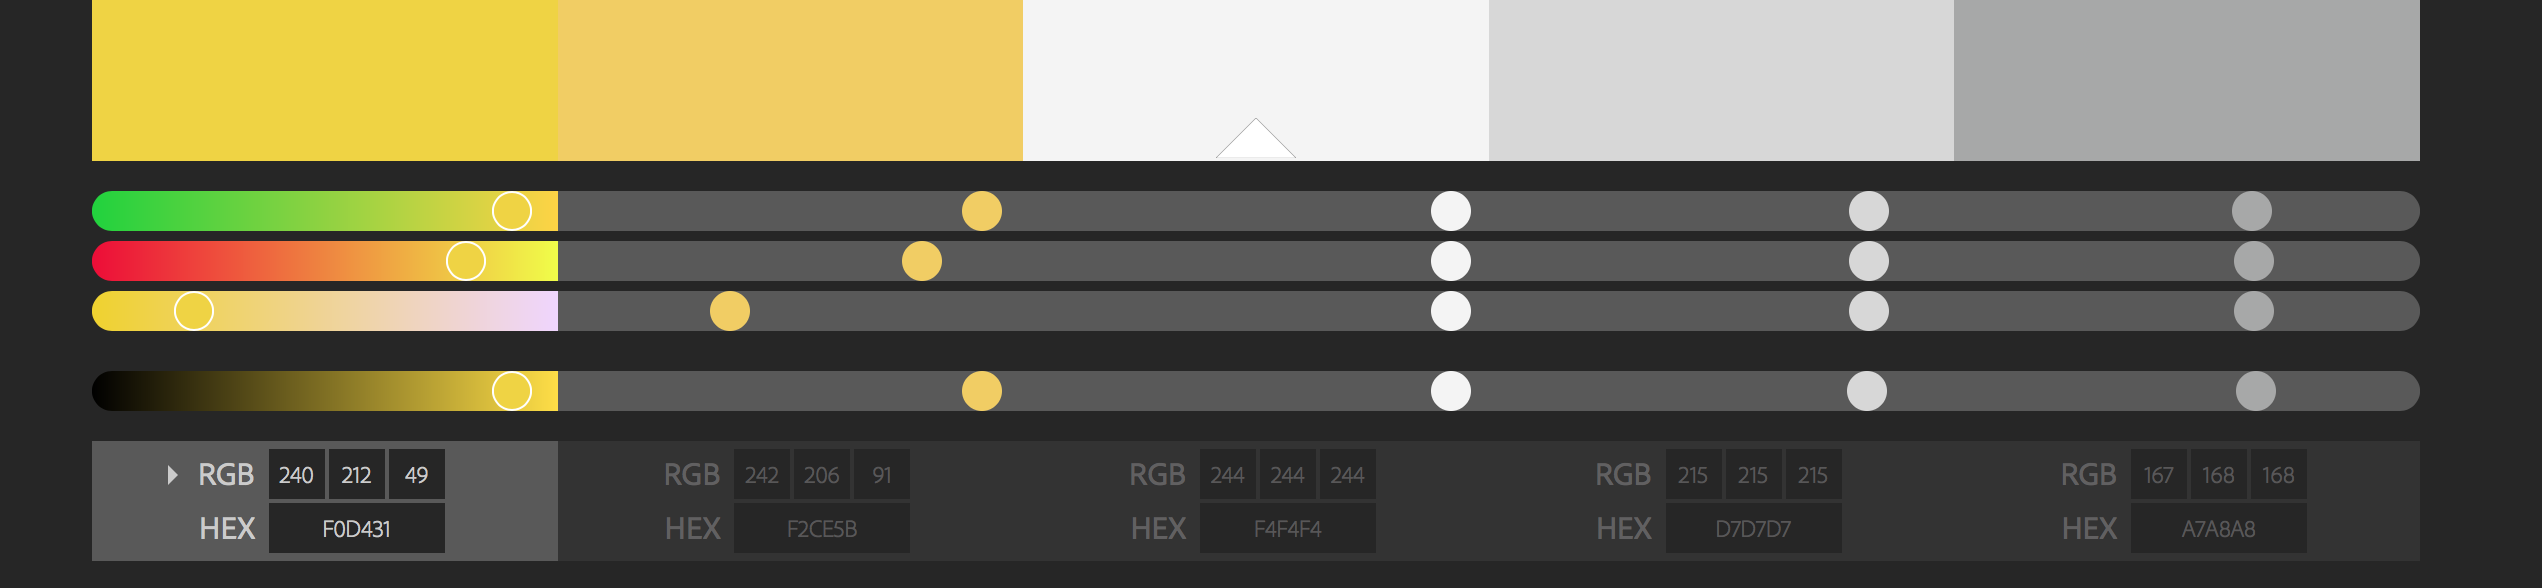 RGB 240 212 49
HEX F0D431
RGB 242 206 91
HEX F2CE5B
RGB 244 244 244
HEX F4F4F4
RGB 215 215 215
HEX D7D7D7
RGB 167 168 168
HEX A7A8A8